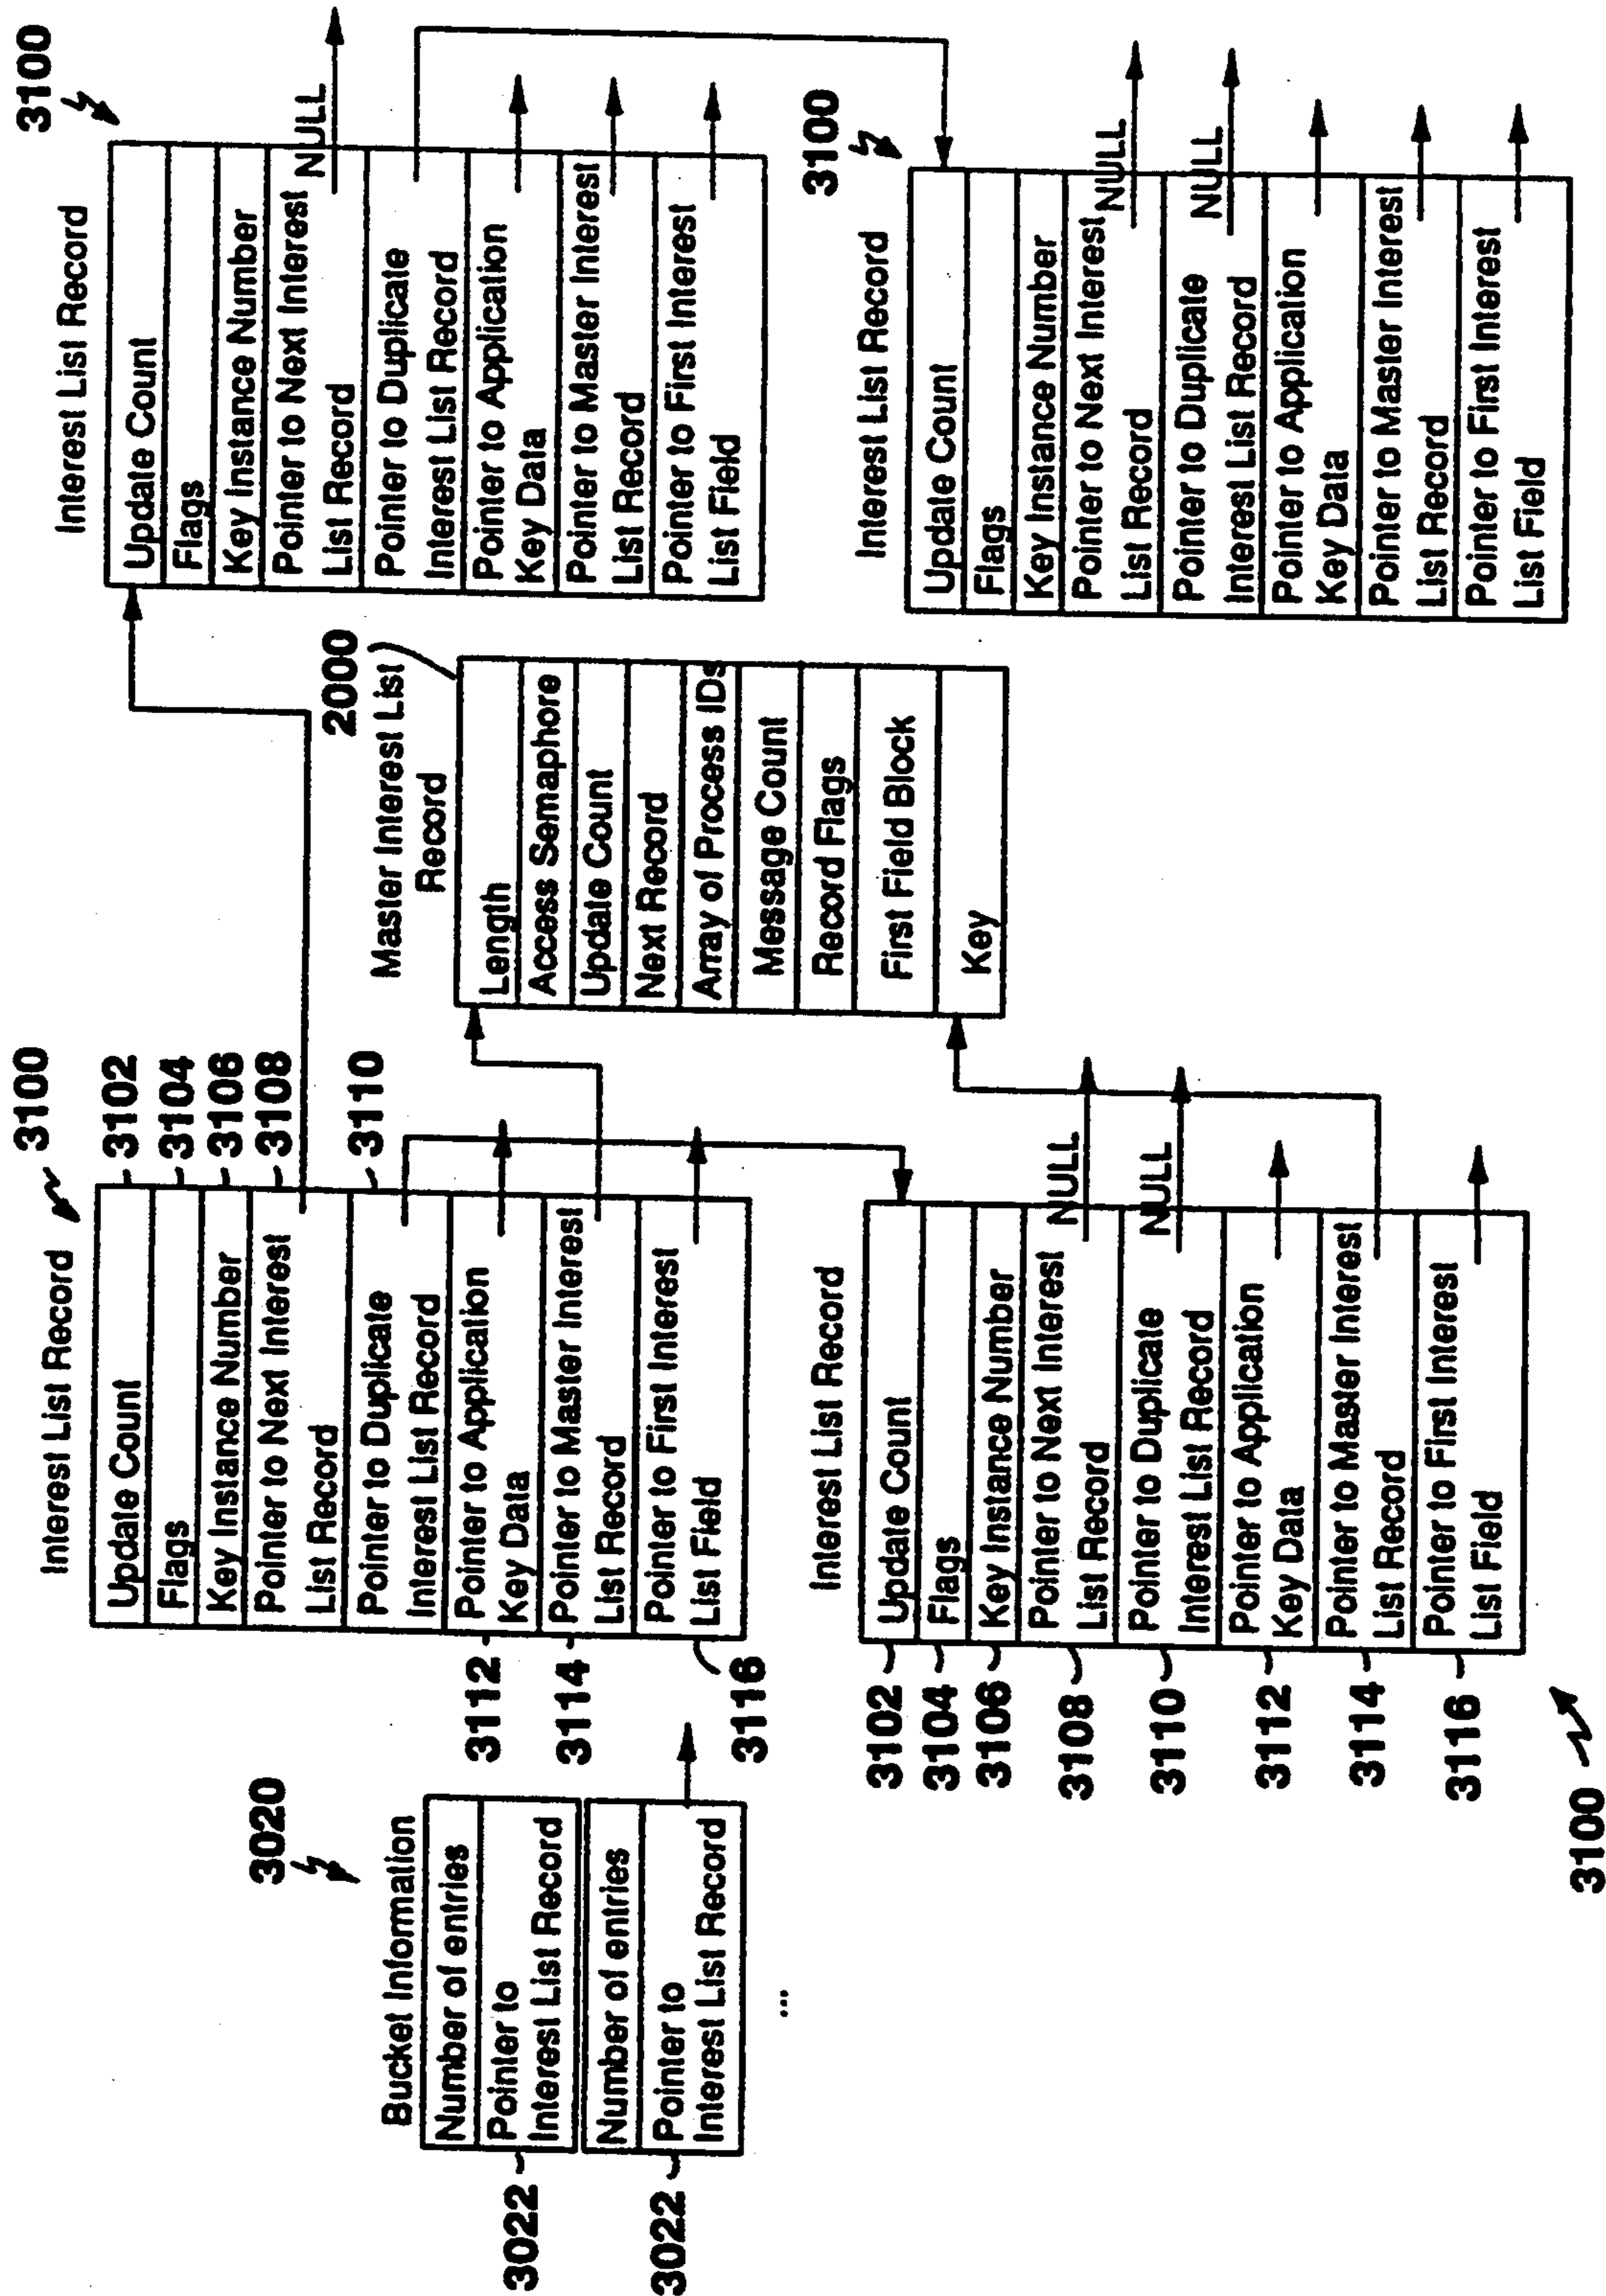 3020
Bucket Information
Number of entries
Pointer to
Interest List Record
3022
Number of entries
Pointer to
Interest List Record
3022
...
3100
Interest List Record
Update Count
3102
Flags
3104
Key Instance Number
3106
Pointer to Next Interest
List Record
3108
Pointer to Duplicate
Interest List Record
3110
Pointer to Application
Key Data
3112
Pointer to Master Interest
List Record
3114
Pointer to First Interest
List Field
3116
Interest List Record
3102
Update Count
3104
Flags
3106
Key Instance Number
3108
Pointer to Next Interest
List Record
NULL
3110
Pointer to Duplicate
Interest List Record
NULL
3112
Pointer to Application
Key Data
3114
Pointer to Master Interest
List Record
3116
Pointer to First Interest
List Field
3100
2000
Master Interest List
Record
Length
Access Semaphore
Update Count
Next Record
Array of Process IDs
Message Count
Record Flags
First Field Block
Key
3100
Interest List Record
Update Count
Flags
Key Instance Number
Pointer to Next Interest
List Record
NULL
Pointer to Duplicate
Interest List Record
Pointer to Application
Key Data
Pointer to Master Interest
List Record
Pointer to First Interest
List Field
3100
Interest List Record
Update Count
Flags
Key Instance Number
Pointer to Next Interest
List Record
NULL
Pointer to Duplicate
Interest List Record
NULL
Pointer to Application
Key Data
Pointer to Master Interest
List Record
Pointer to First Interest
List Field